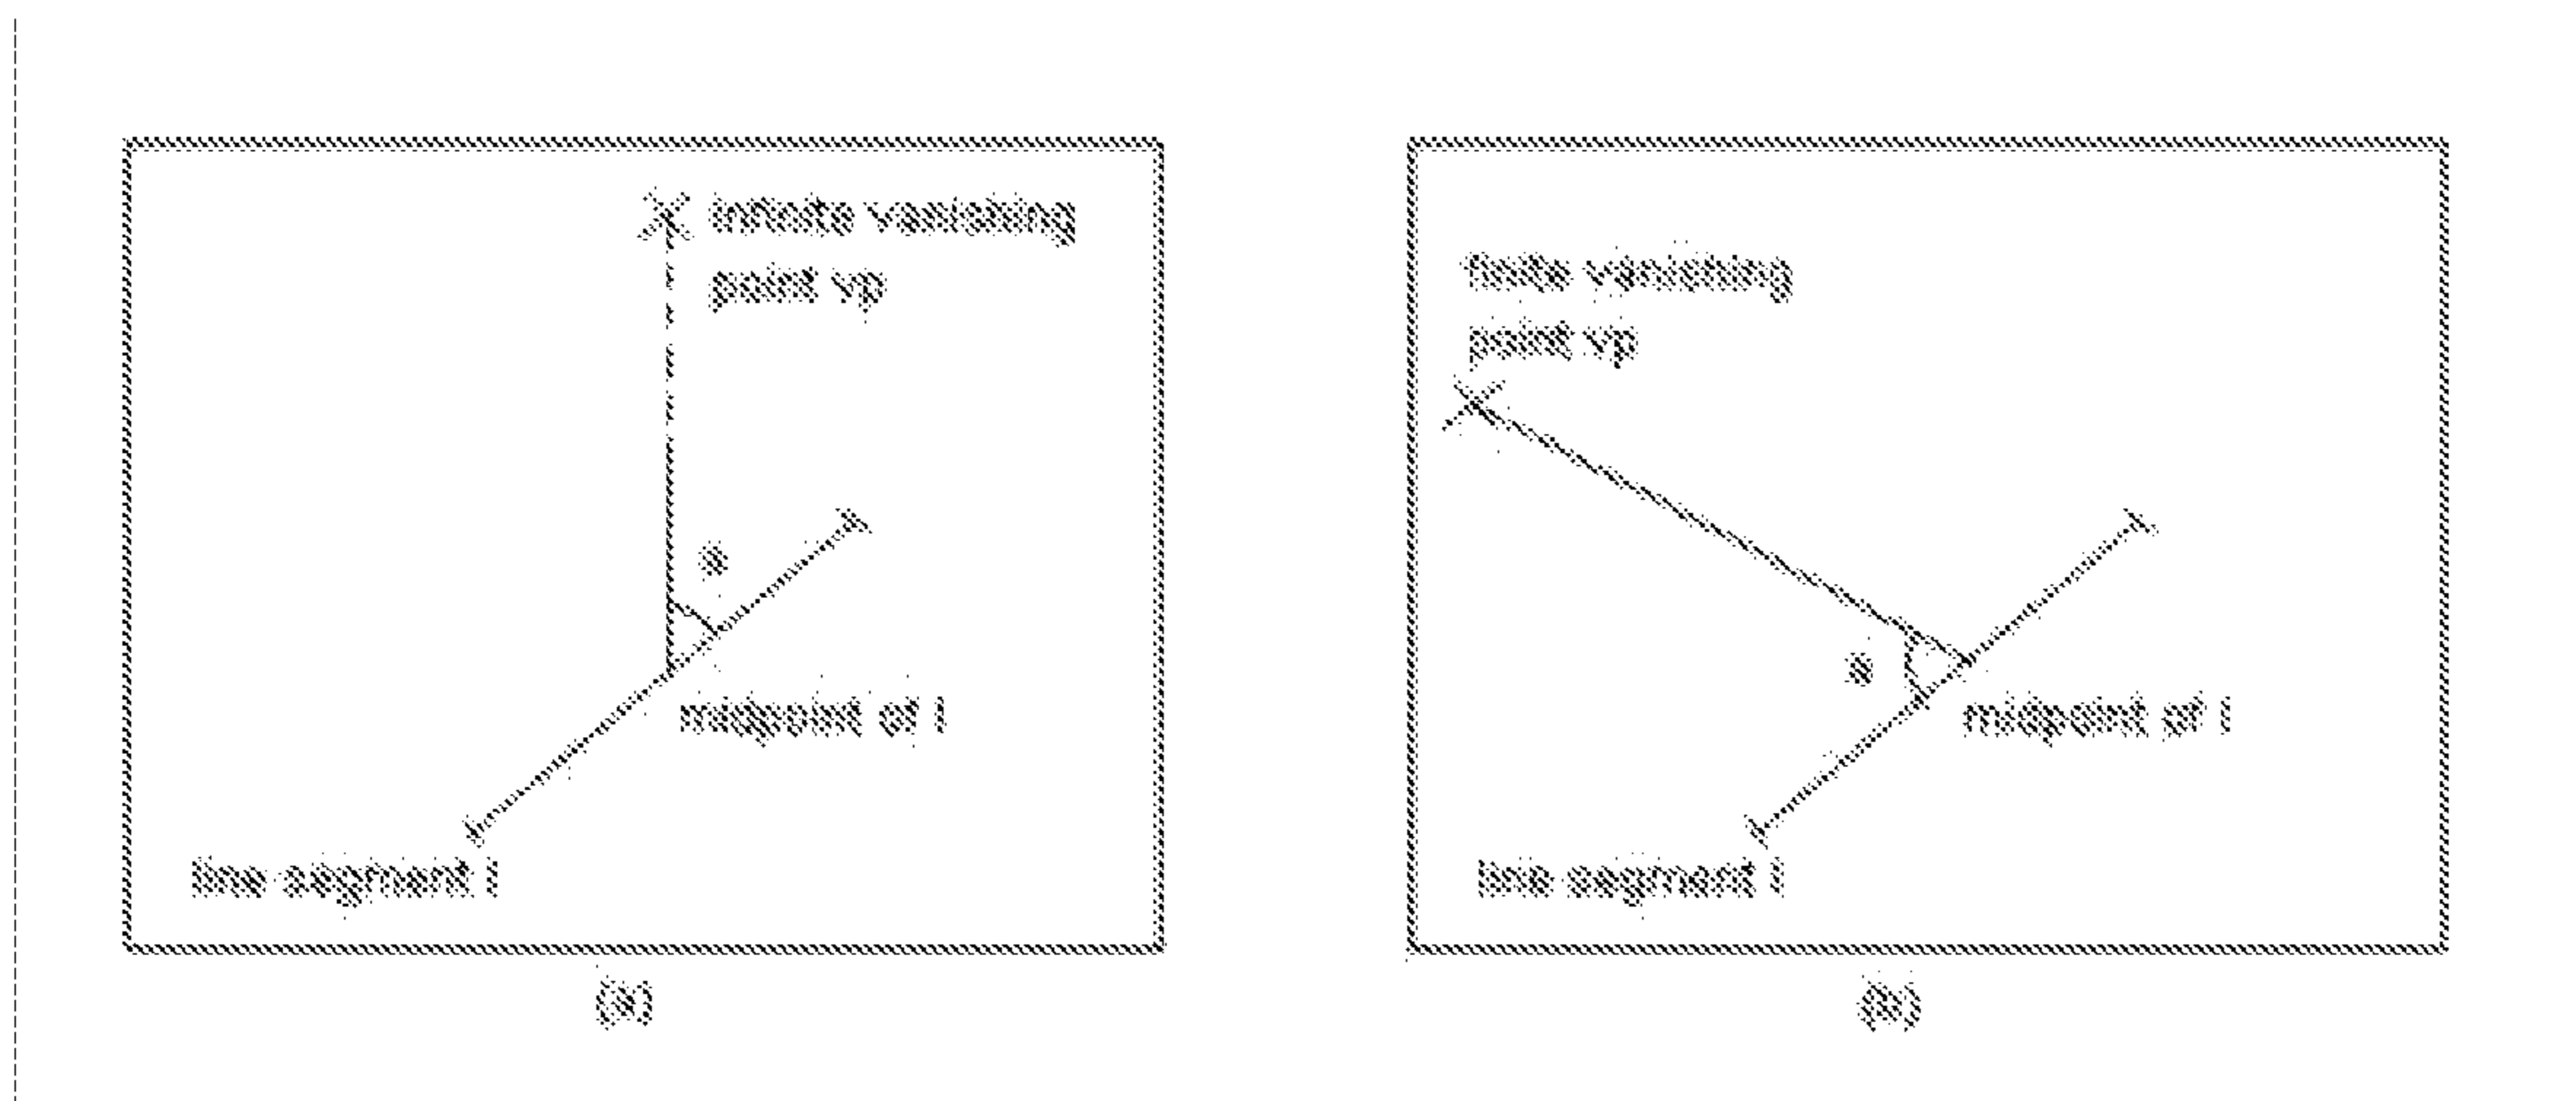 infinite vanishing
point vp
midpoint of l
line segment l
(a)
finite vanishing
point vp
midpoint of l
line segment l
(b)